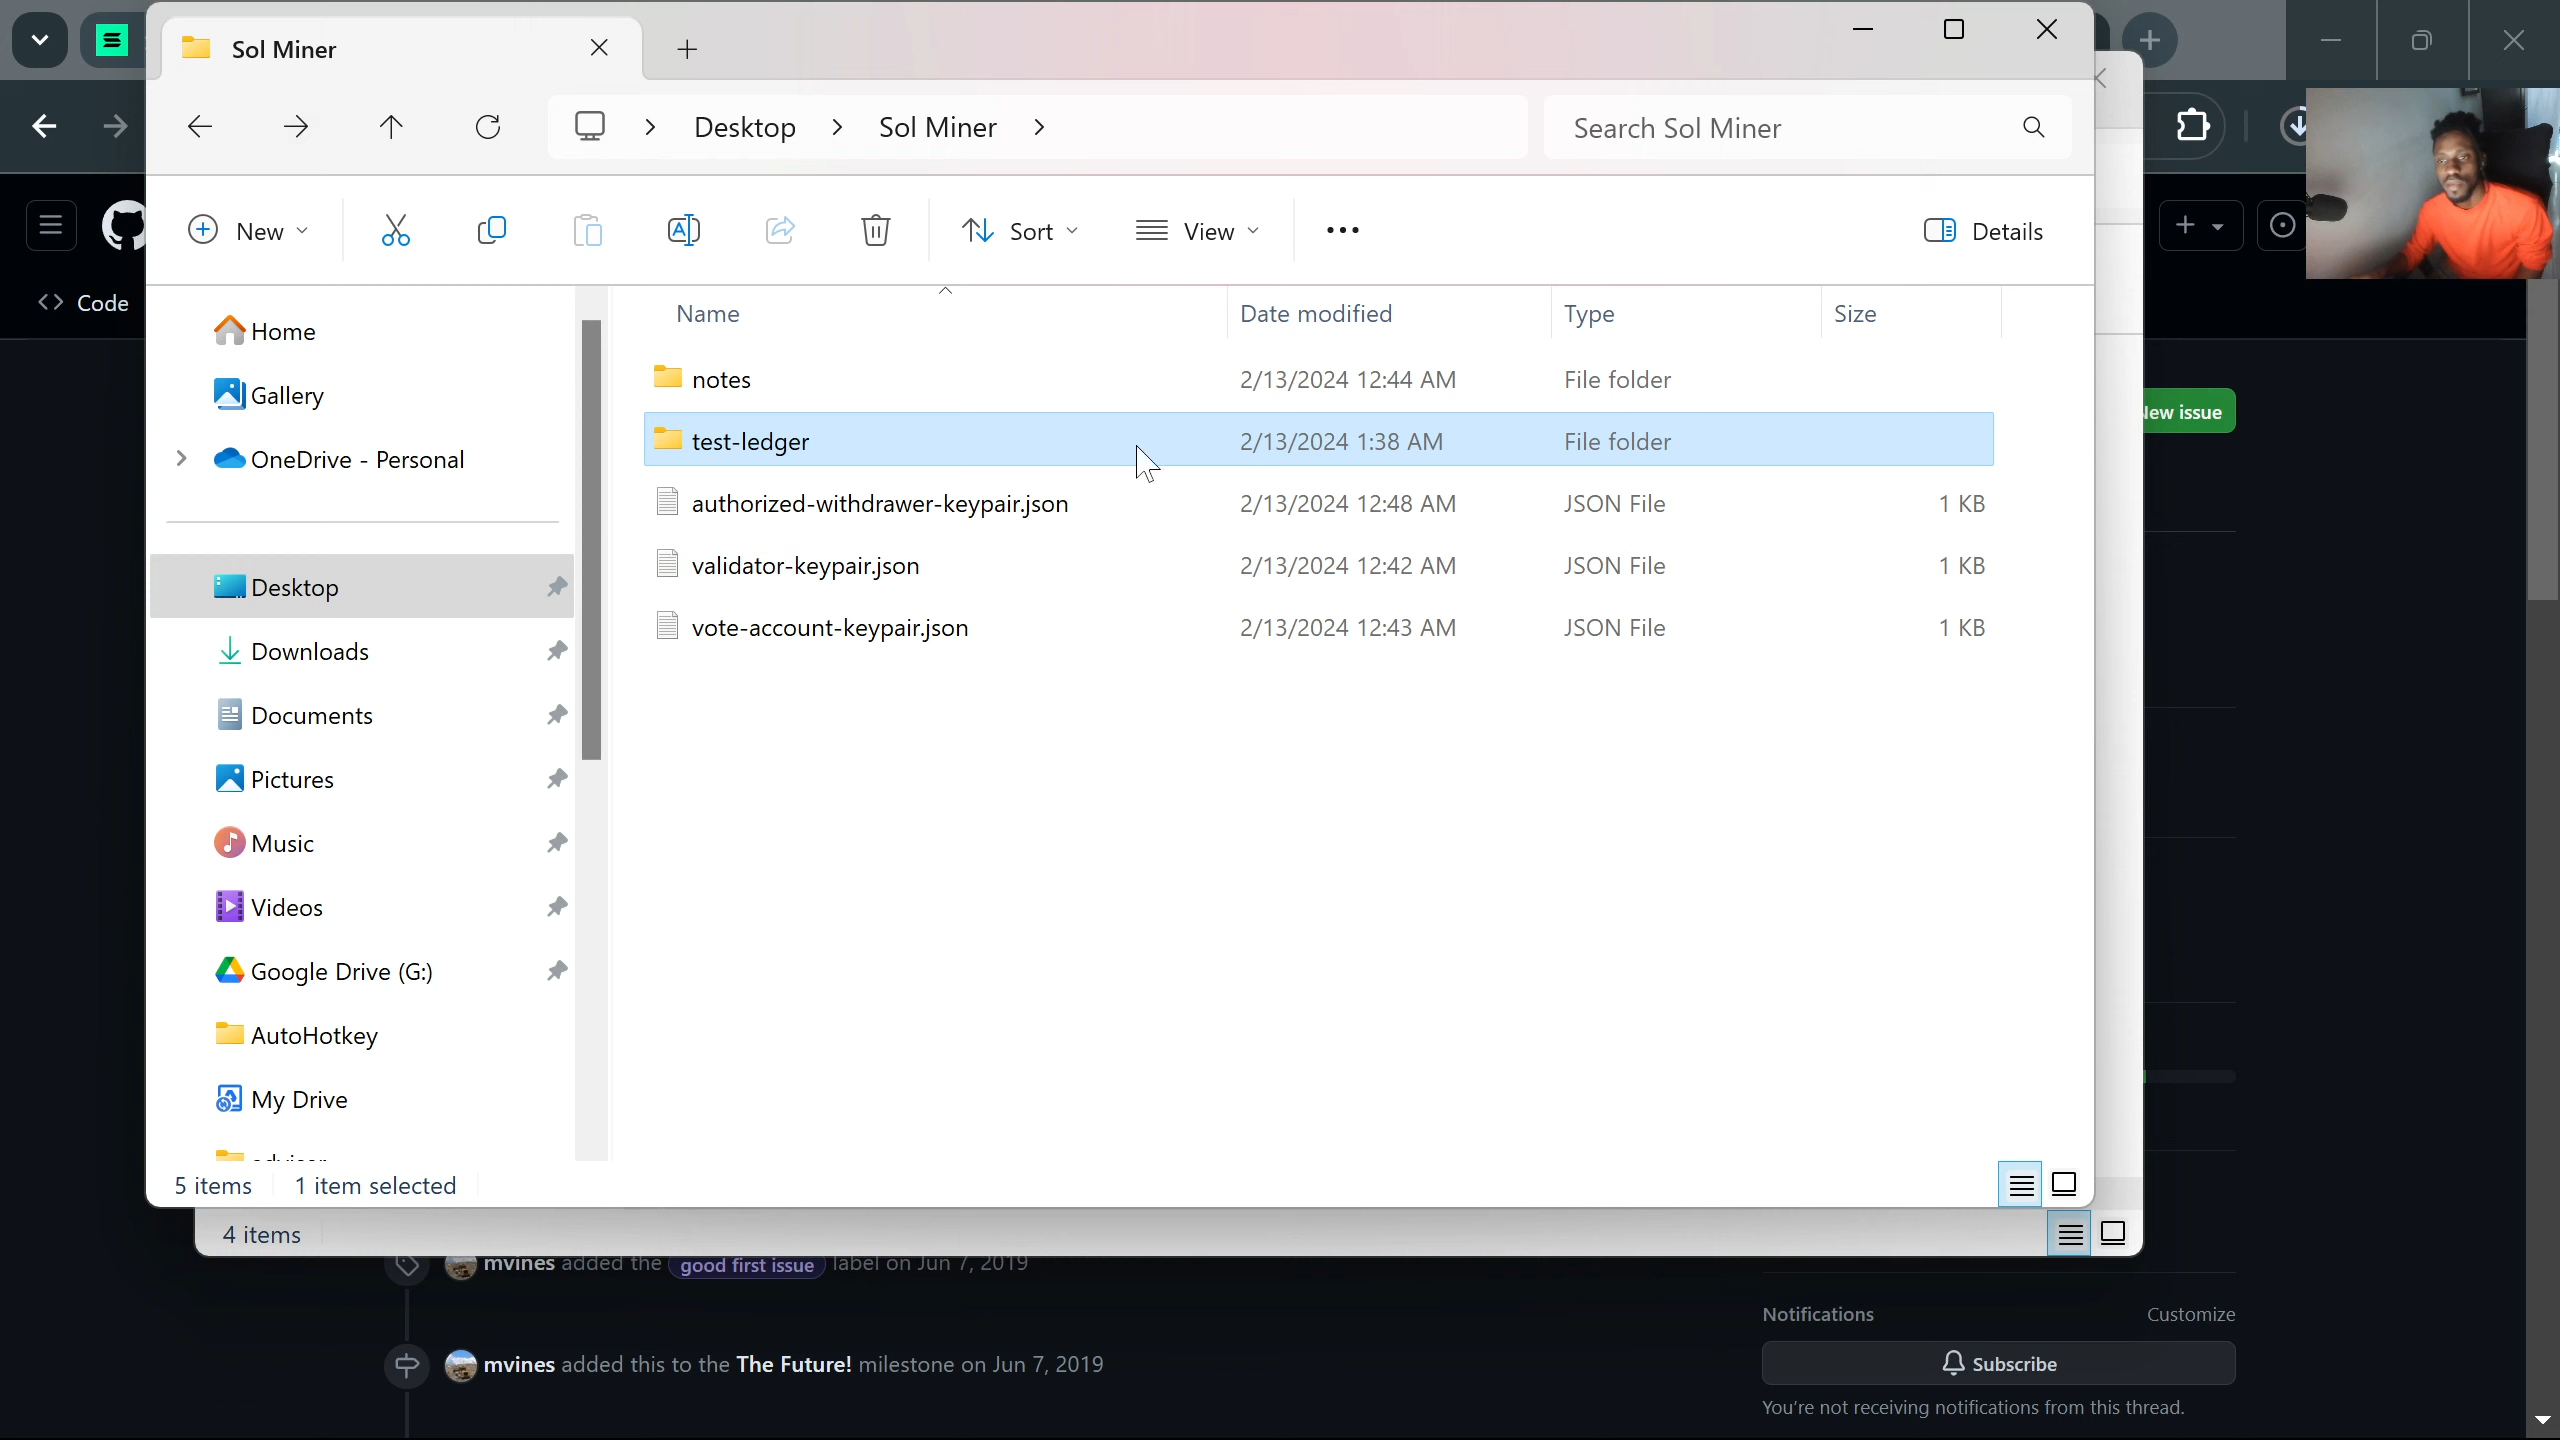 Sol Miner
Desktop
Sol Miner
Search Sol Miner
New
Sort
View
Details
Code
Home
Gallery
OneDrive - Personal
Desktop
Downloads
Documents
Pictures
Music
Videos
Google Drive (G:)
AutoHotkey
My Drive
Name Date modified Type Size
notes 2/13/2024 12:44 AM File folder
test-ledger 2/13/2024 1:38 AM File folder
authorized-withdrawer-keypair.json 2/13/2024 12:48 AM JSON File 1 KB
validator-keypair.json 2/13/2024 12:42 AM JSON File 1 KB
vote-account-keypair.json 2/13/2024 12:43 AM JSON File 1 KB
New issue
5 items 1 item selected
4 items
mvines added the good first issue label on Jun 7, 2019
mvines added this to the The Future! milestone on Jun 7, 2019
Notifications Customize
Subscribe
You're not receiving notifications from this thread.